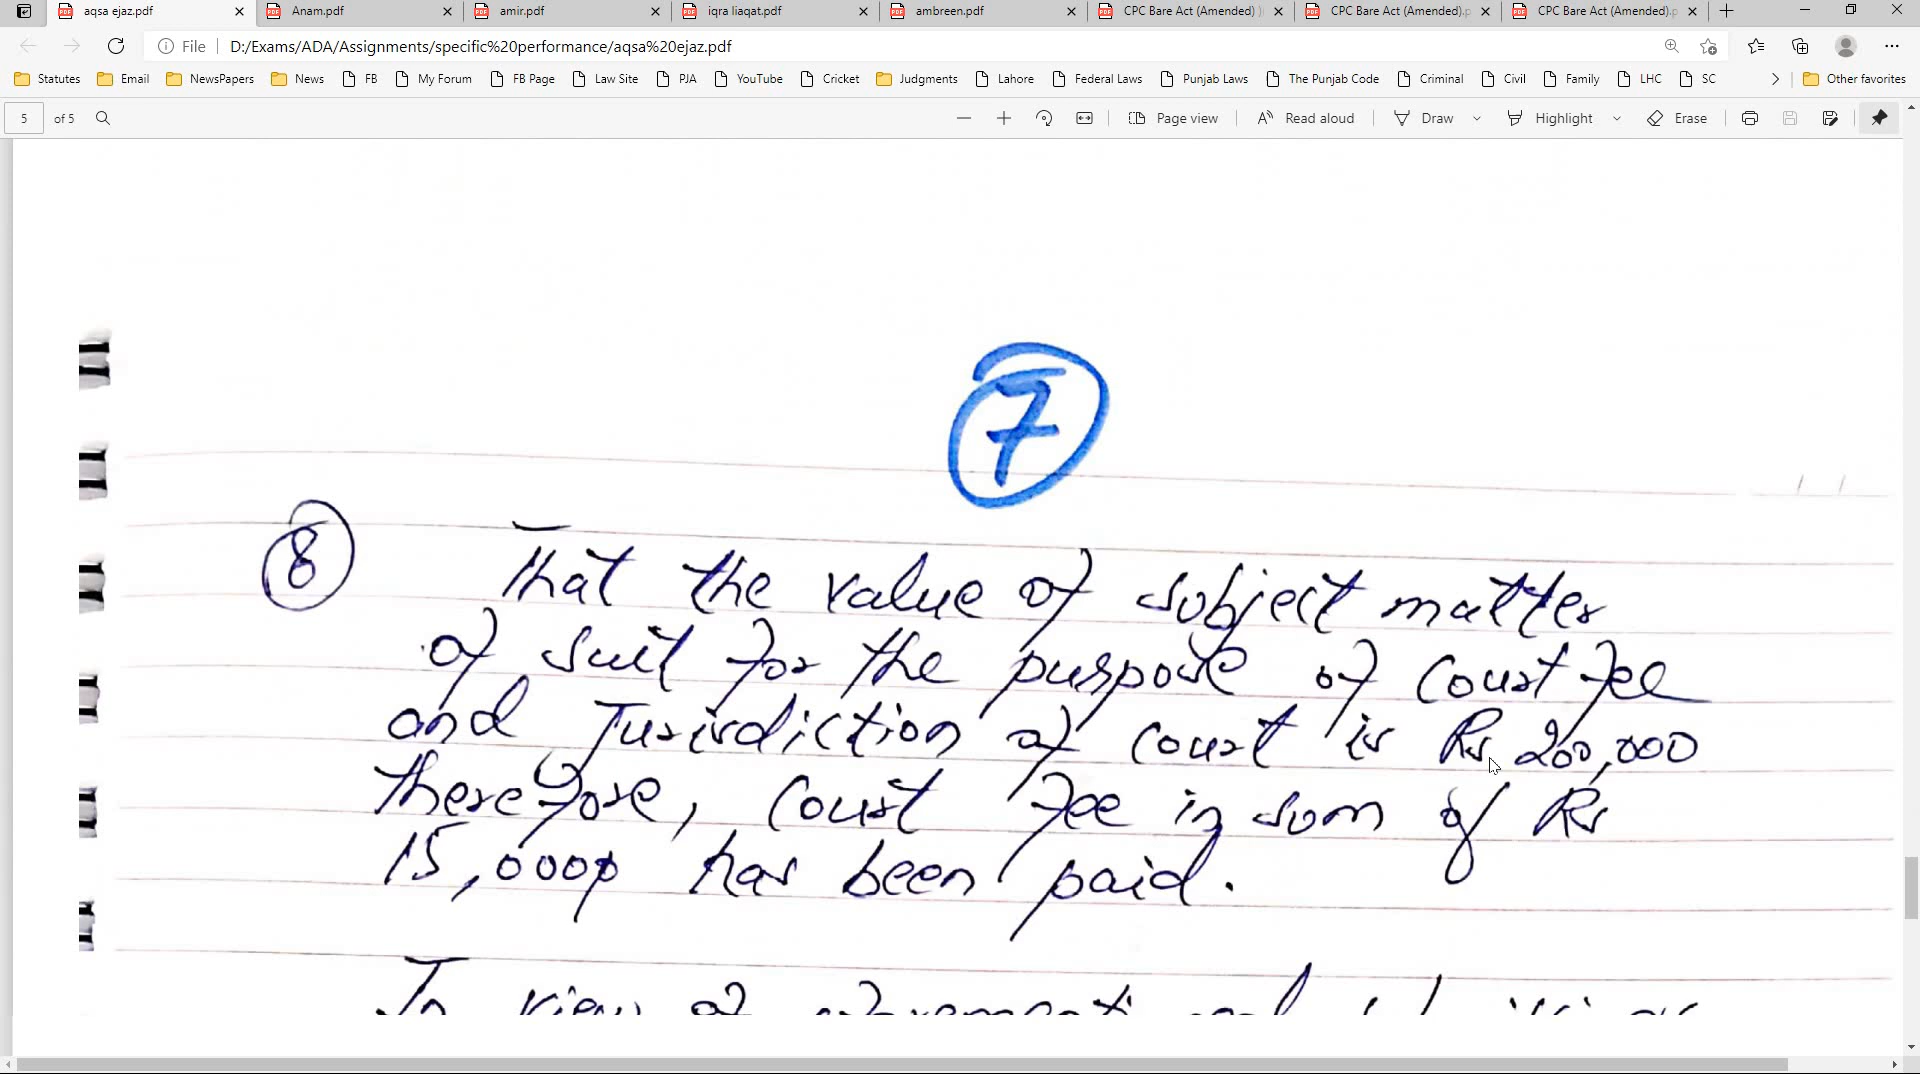 aqsa ejaz.pdf
Anam.pdf
amir.pdf
iqra liaqat.pdf
ambreen.pdf
CPC Bare Act (Amended)
CPC Bare Act (Amended).p
CPC Bare Act (Amended).p
File
D:/Exams/ADA/Assignments/specific%20performance/aqsa%20ejaz.pdf
Statutes
Email
NewsPapers
News
FB
My Forum
FB Page
Law Site
PJA
YouTube
Cricket
Judgments
Lahore
Federal Laws
Punjab Laws
The Punjab Code
Criminal
Civil
Family
LHC
SC
Other favorites
5 of 5
Page view
Read aloud
Draw
Highlight
Erase
7
8 That the value of subject matter
of suit for the purpose of Court fee
and Jurisdiction of court is Rs 200,000
therefore, Court fee in som of Rs
15,000p has been paid.
In view of